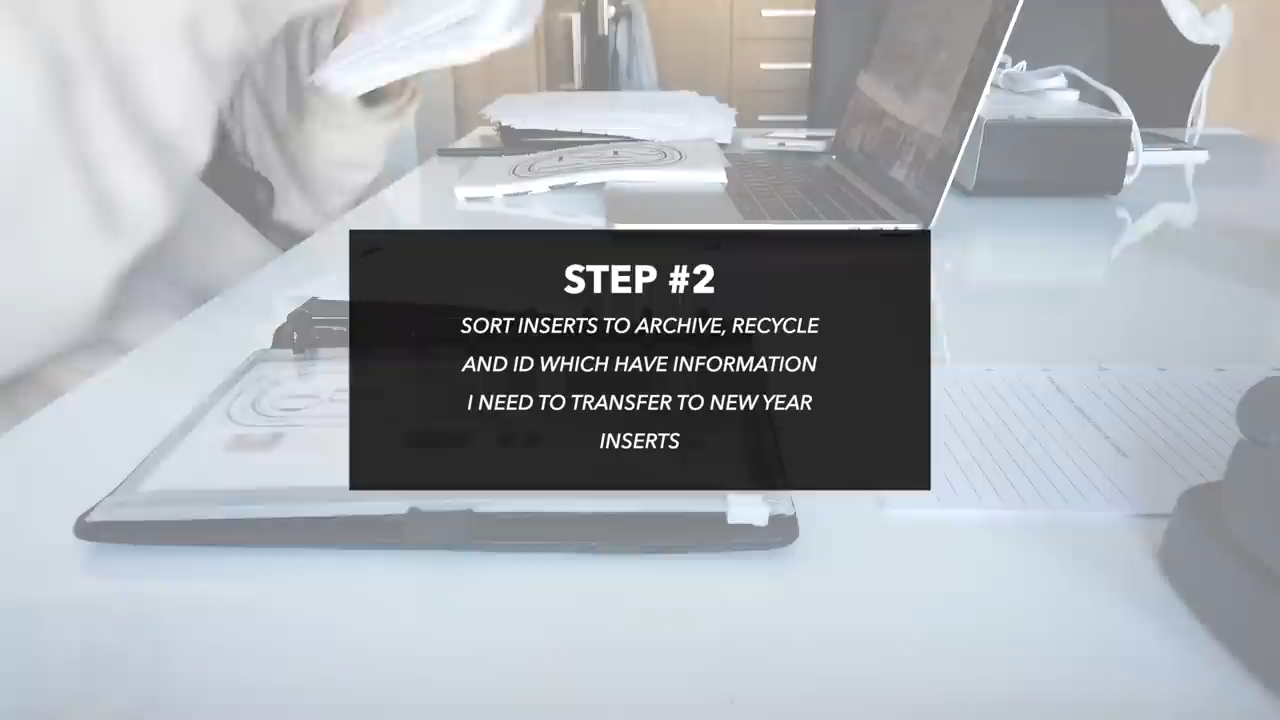 STEP #2
SORT INSERTS TO ARCHIVE, RECYCLE
AND ID WHICH HAVE INFORMATION
I NEED TO TRANSFER TO NEW YEAR
INSERTS